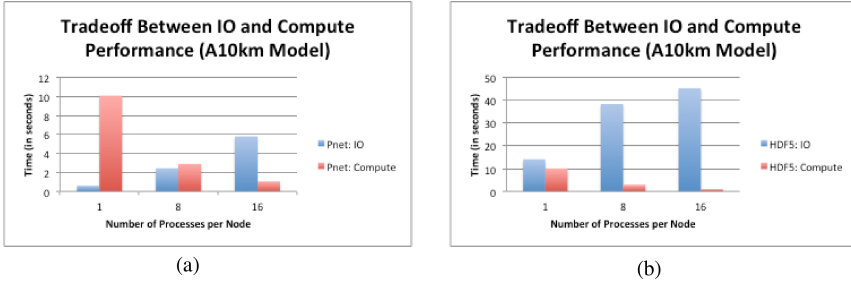 Tradeoff Between IO and Compute
Performance (A10km Model)
Time (in seconds)
12
10
8
6
4
2
0
1
8
16
Number of Processes per Node
Pnet: IO
Pnet: Compute
(a)
Tradeoff Between IO and Compute
Performance (A10km Model)
Time (in seconds)
50
40
30
20
10
0
1
8
16
Number of Processes per Node
HDF5: IO
HDF5: Compute
(b)